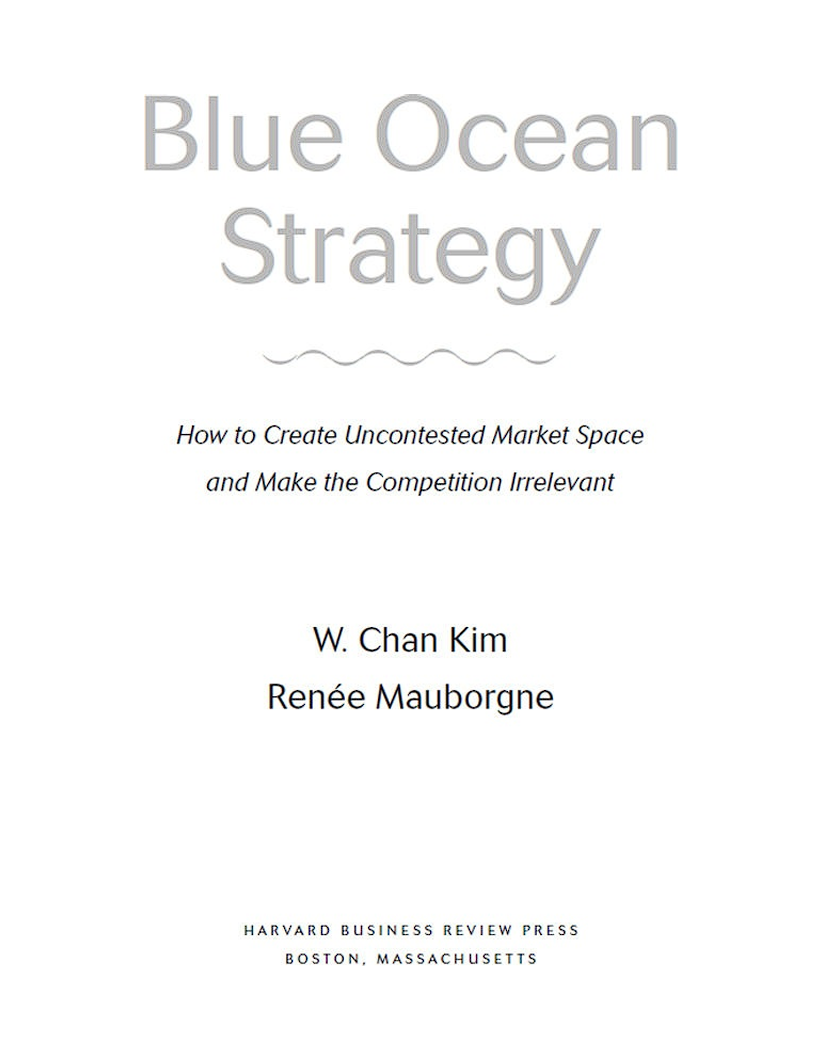 Blue Ocean
Strategy
How to Create Uncontested Market Space
and Make the Competition Irrelevant
W. Chan Kim
Renée Mauborgne
HARVARD BUSINESS REVIEW PRESS
BOSTON, MASSACHUSETTS